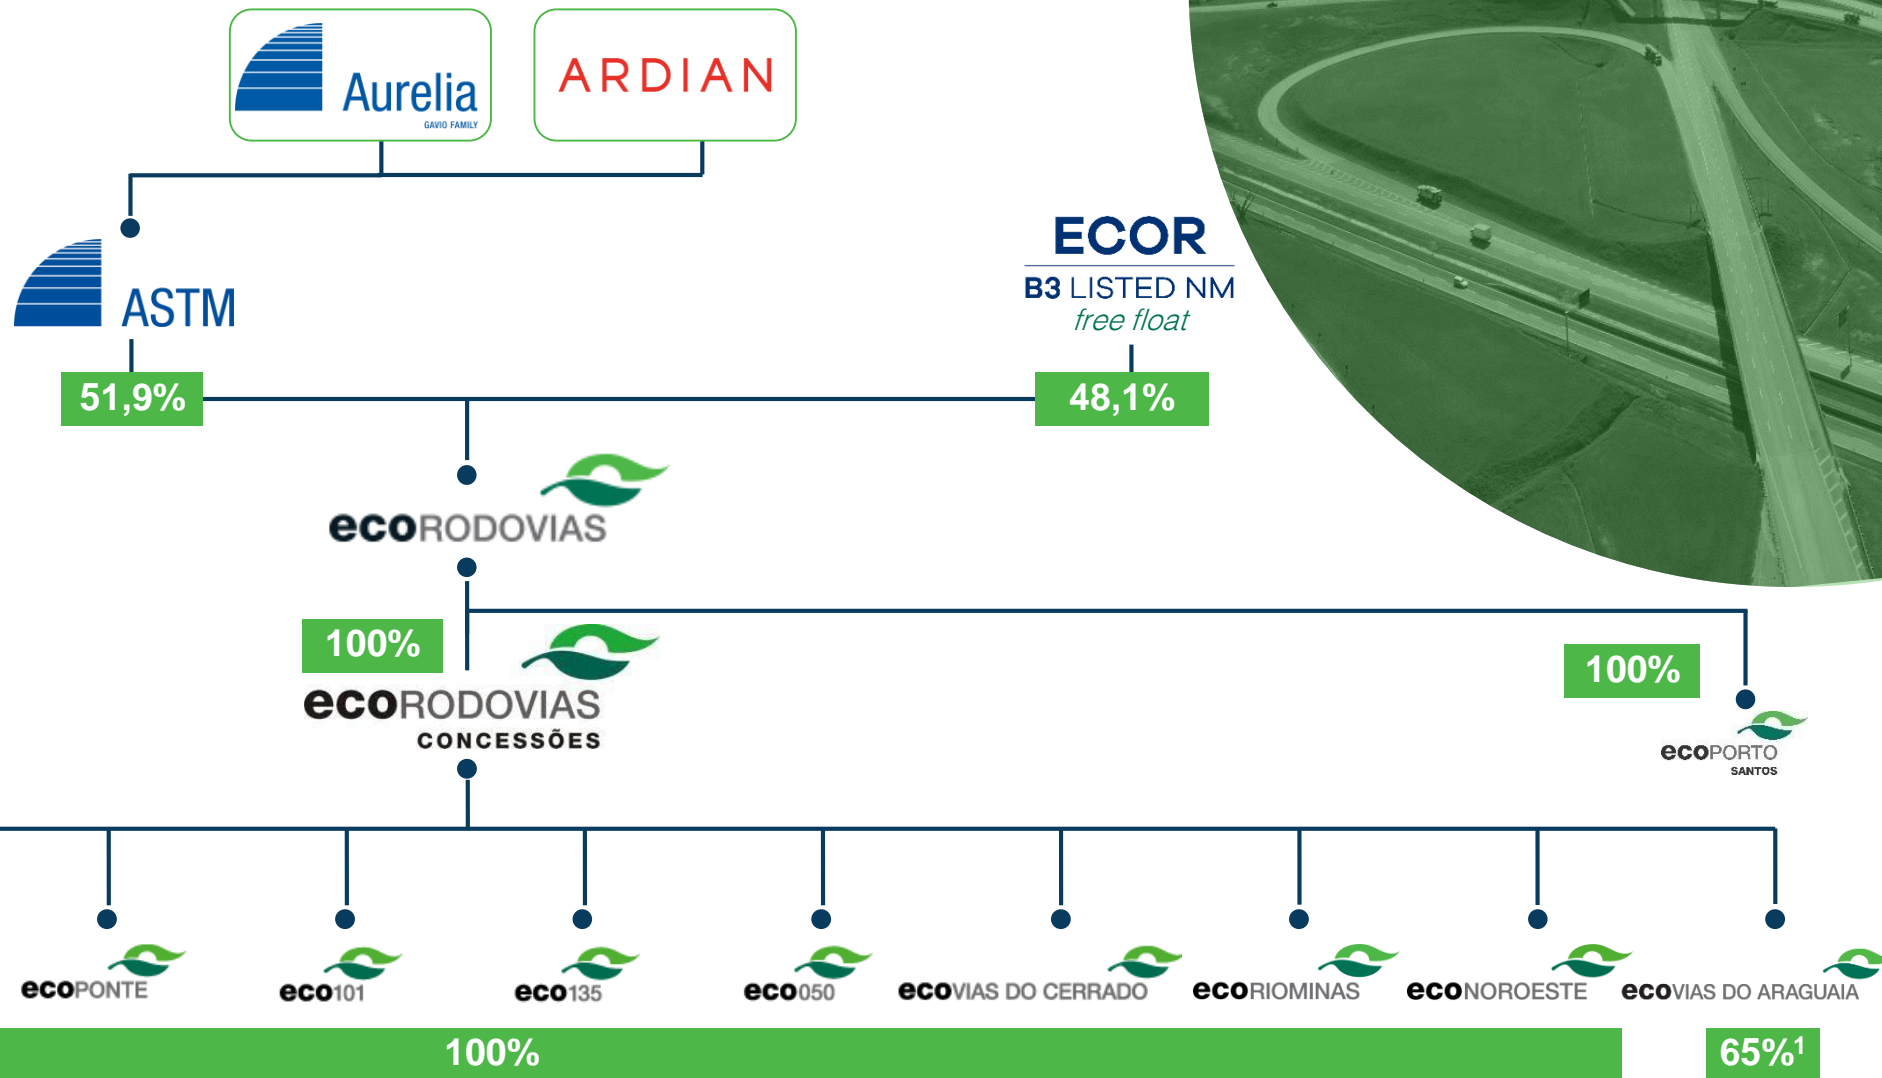 Aurelia
GAVIO FAMILY
ARDIAN
ASTM
ECOR
B3 LISTED NM
free float
51,9%
48,1%
ecoRODOVIAS
100%
ecoRODOVIAS
CONCESSÕES
100%
ecoPORTO
SANTOS
ecoPONTE
eco101
eco135
eco050
ecoVIAS DO CERRADO
ecoRIOMINAS
ecoNOROESTE
ecoVIAS DO ARAGUAIA
100%
65%¹